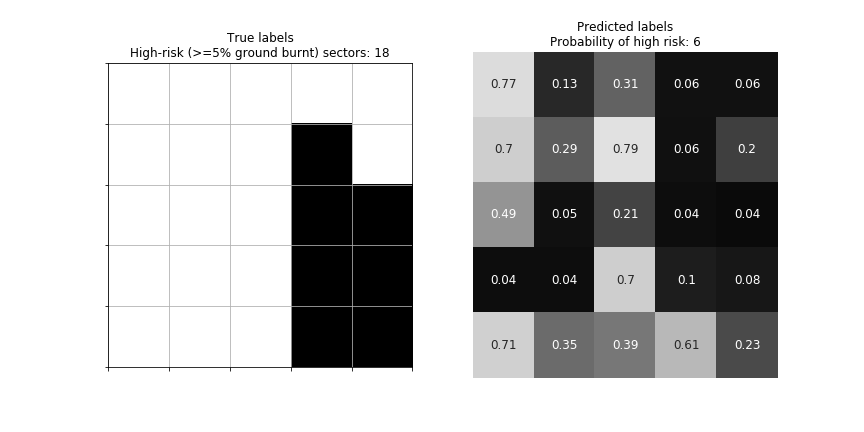 True labels
High-risk (>=5% ground burnt) sectors: 18
Predicted labels
Probability of high risk: 6
0.77 0.13 0.31 0.06 0.06
0.7 0.29 0.79 0.06 0.2
0.49 0.05 0.21 0.04 0.04
0.04 0.04 0.7 0.1 0.08
0.71 0.35 0.39 0.61 0.23